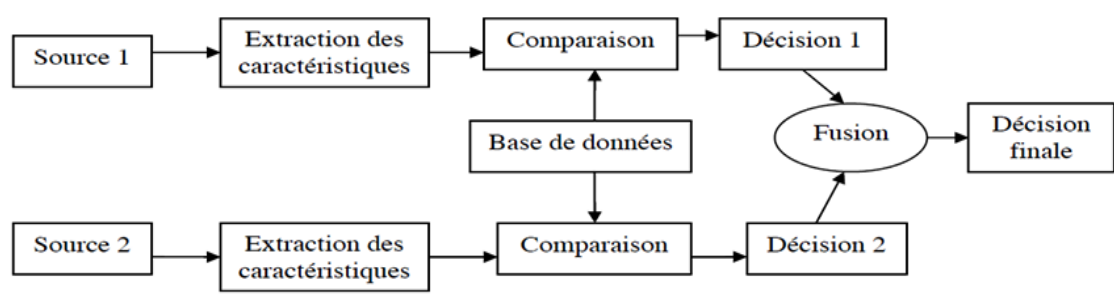 Source 1
Extraction des
caractéristiques
Comparaison
Décision 1
Base de données
Fusion
Décision
finale
Source 2
Extraction des
caractéristiques
Comparaison
Décision 2